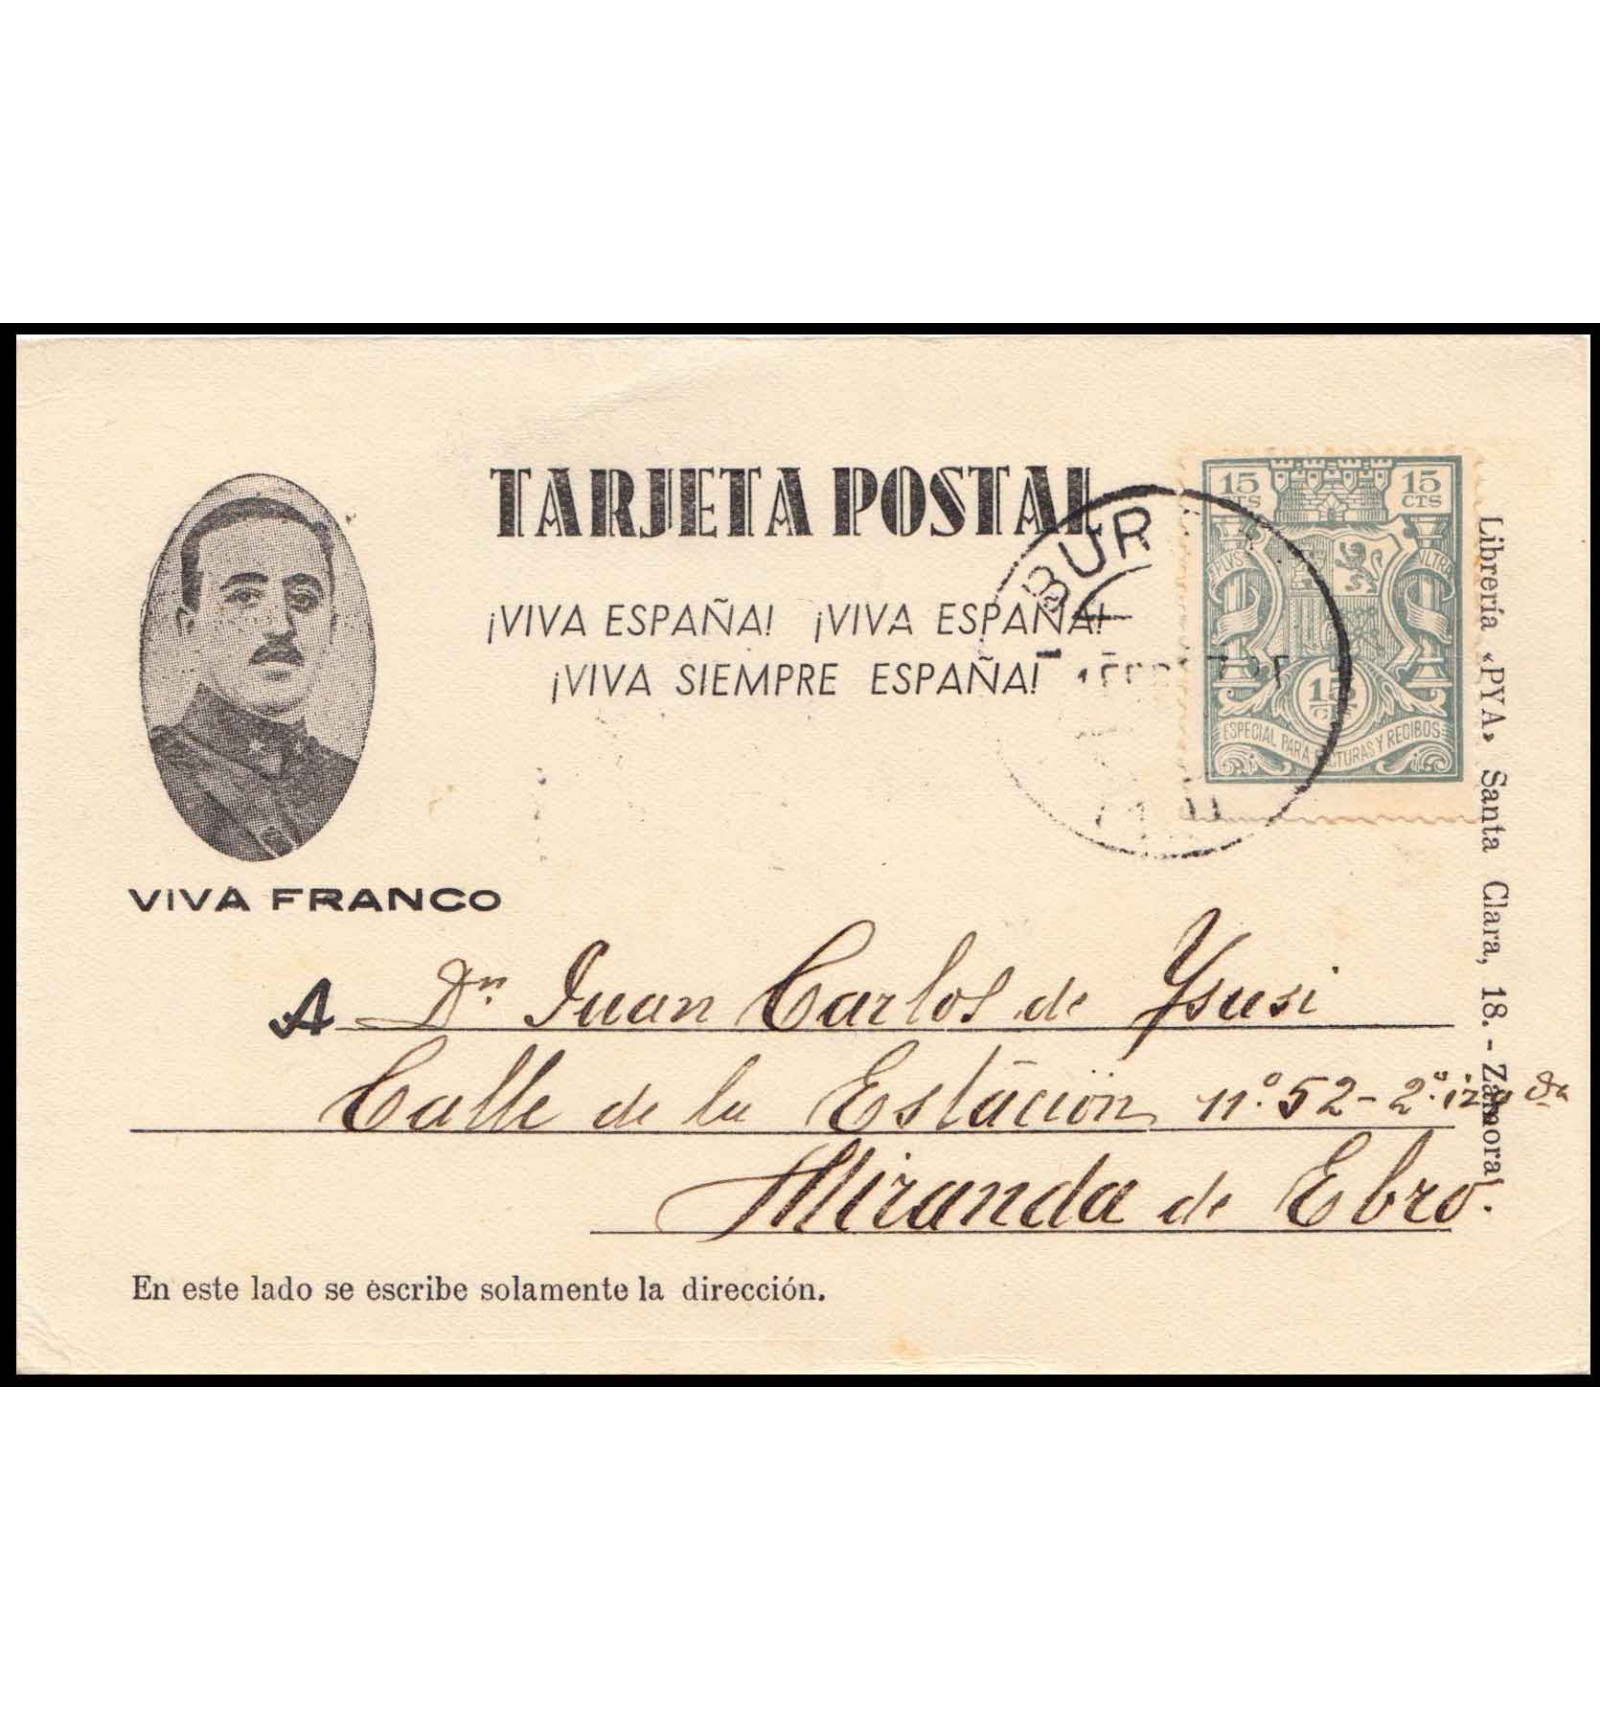 TARJETA POSTAL
¡VIVA ESPAÑA! ¡VIVA ESPAÑA!
¡VIVA SIEMPRE ESPAÑA!
VIVA FRANCO
BUR
15 CTS 15 CTS
PLVS VLTRA
15 CTS
ESPECIAL PARA FACTURAS Y RECIBOS
Librería «PYA» Santa Clara, 18.- Zamora
A Dn Juan Carlos de Ysusi
Calle de la Estación nº. 52-2º. izqda
Miranda de Ebro.
En este lado se escribe solamente la dirección.